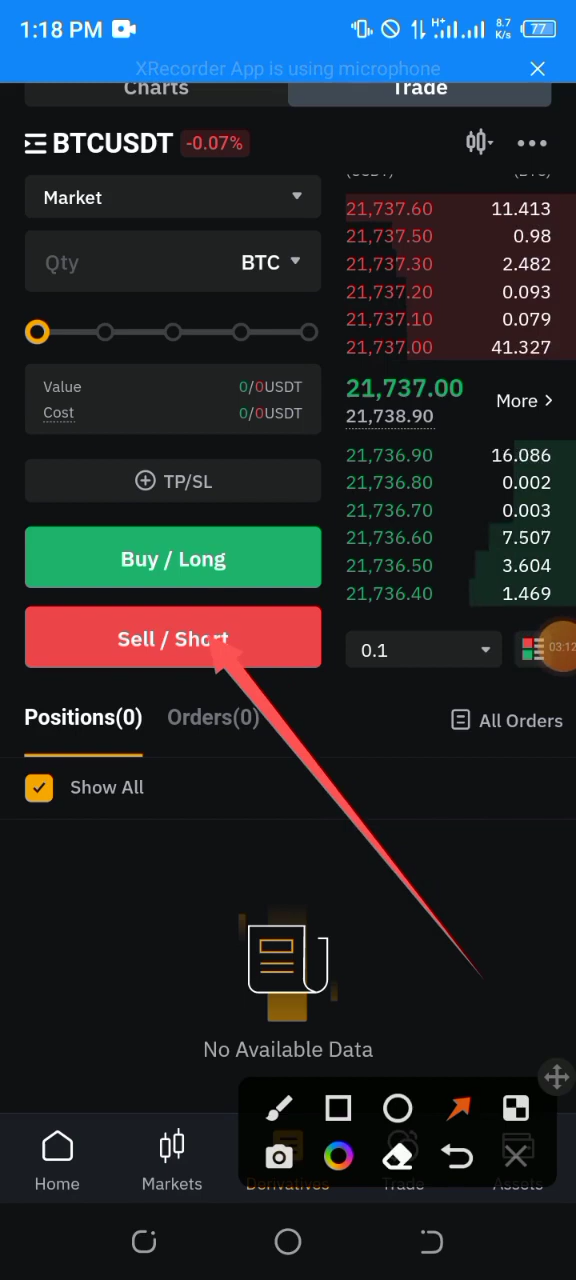 1:18 PM H+ 8.7 K/s 77
XRecorder App is using microphone
Charts Trade
BTCUSDT -0.07%
(USDT) (BTC)
Market
Qty BTC
Value 0/0USDT
Cost 0/0USDT
TP/SL
Buy / Long
Sell / Short
21,737.60 11.413
21,737.50 0.98
21,737.30 2.482
21,737.20 0.093
21,737.10 0.079
21,737.00 41.327
21,737.00
21,738.90
More
21,736.90 16.086
21,736.80 0.002
21,736.70 0.003
21,736.60 7.507
21,736.50 3.604
21,736.40 1.469
0.1
03:12
Positions(0) Orders(0) All Orders
Show All
No Available Data
Home Markets Derivatives Trade Assets